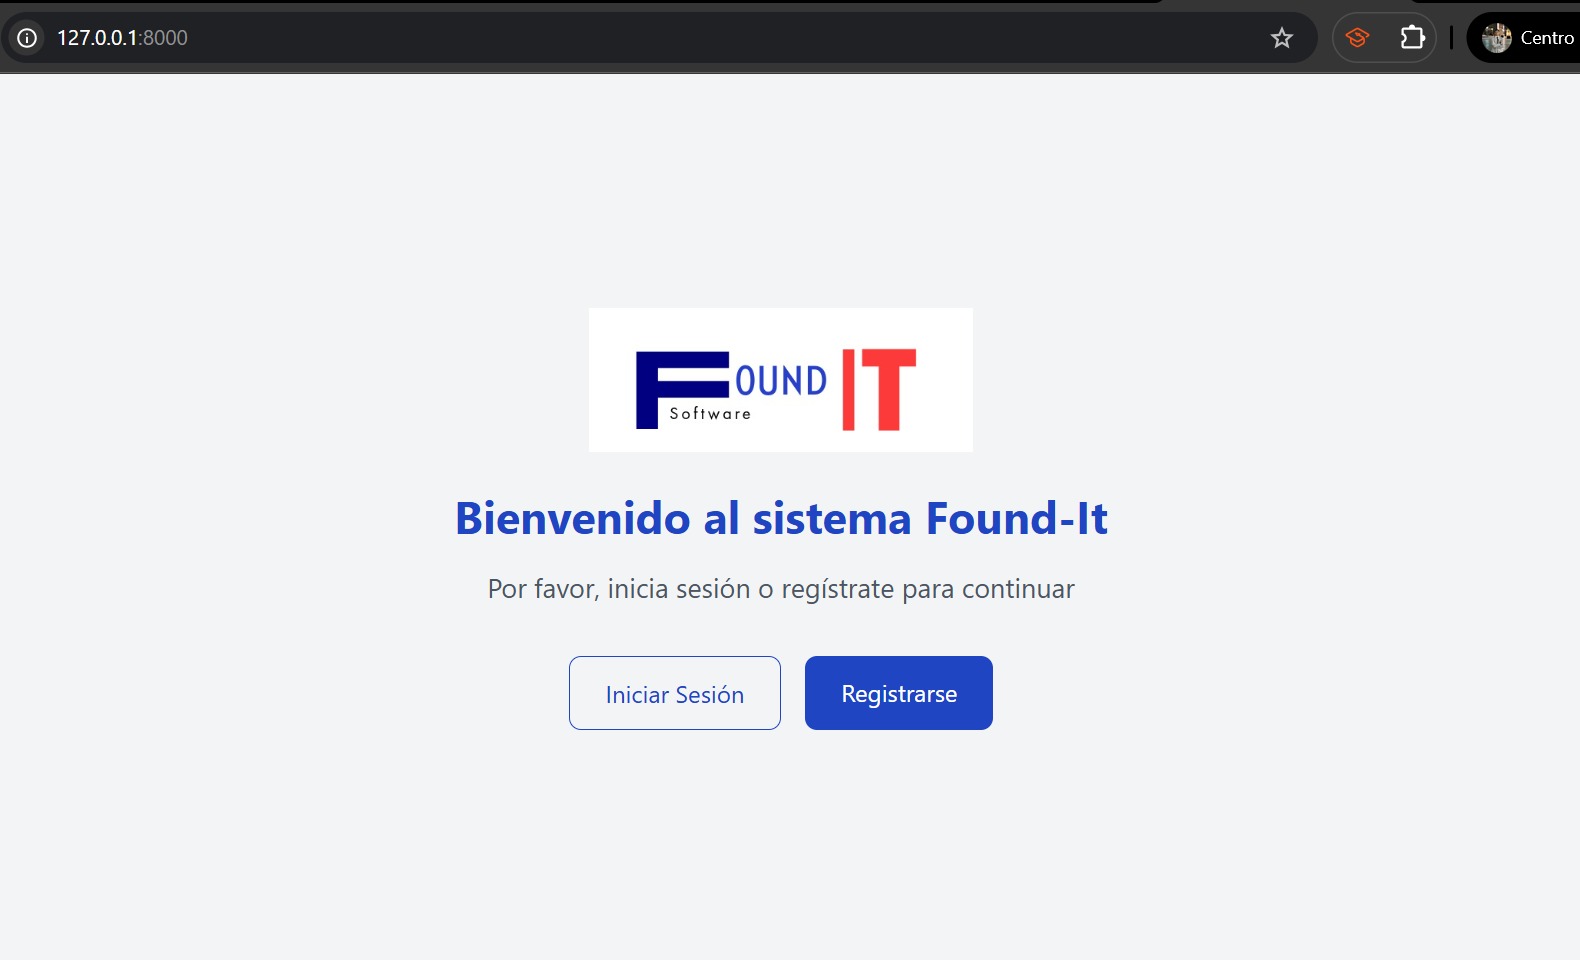 127.0.0.1:8000
Centro
FOUND IT
Software
Bienvenido al sistema Found-It
Por favor, inicia sesión o regístrate para continuar
Iniciar Sesión
Registrarse